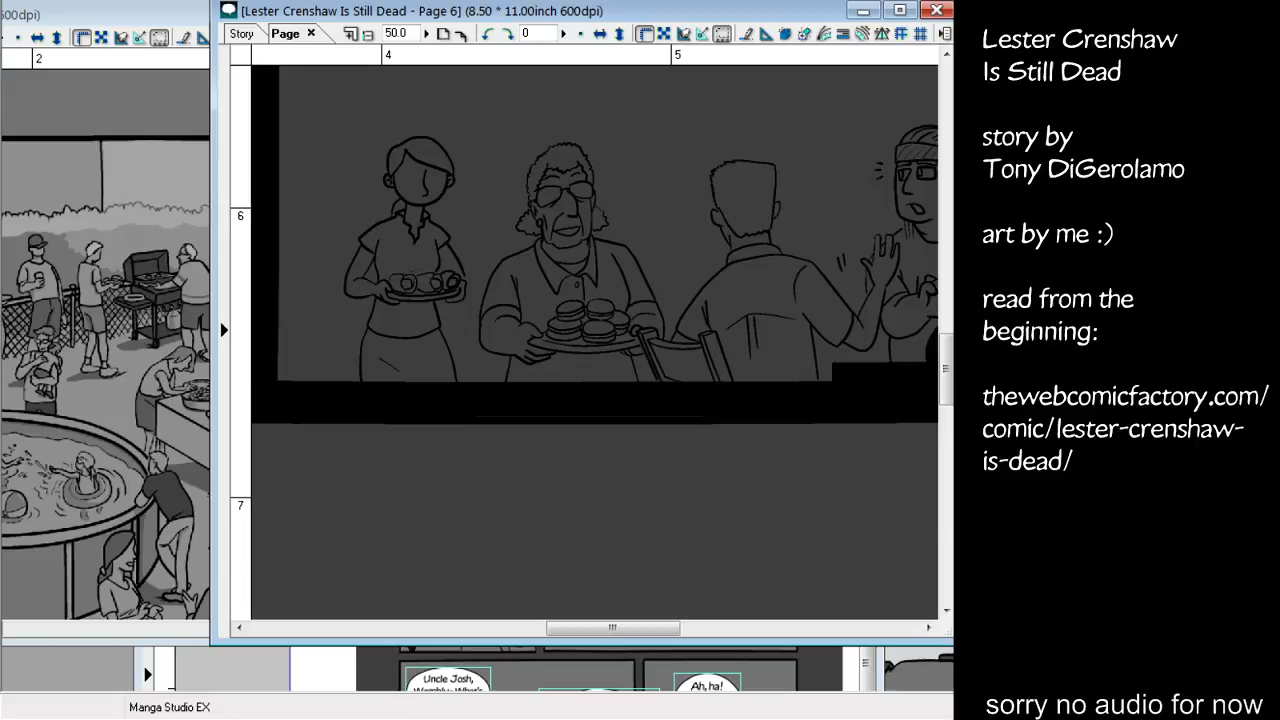 600dpi)
[Lester Crenshaw Is Still Dead - Page 6] (8.50 * 11.00inch 600dpi)
Story
Page
50.0
0
2
4
5
6
7
Uncle Josh,
Ah, ha!
Manga Studio EX
Lester Crenshaw
Is Still Dead
story by
Tony DiGerolamo
art by me :)
read from the
beginning:
thewebcomicfactory.com/
comic/lester-crenshaw-
is-dead/
sorry no audio for now